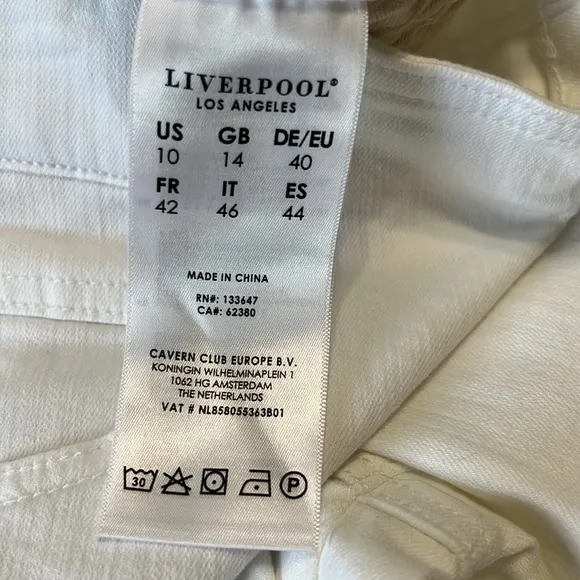 LIVERPOOL®
LOS ANGELES
US GB DE/EU
10 14 40
FR IT ES
42 46 44
MADE IN CHINA
RN#: 133647
CA#: 62380
CAVERN CLUB EUROPE B.V.
KONINGIN WILHELMINAPLEIN 1
1062 HG AMSTERDAM
THE NETHERLANDS
VAT # NL858055363B01
30 P